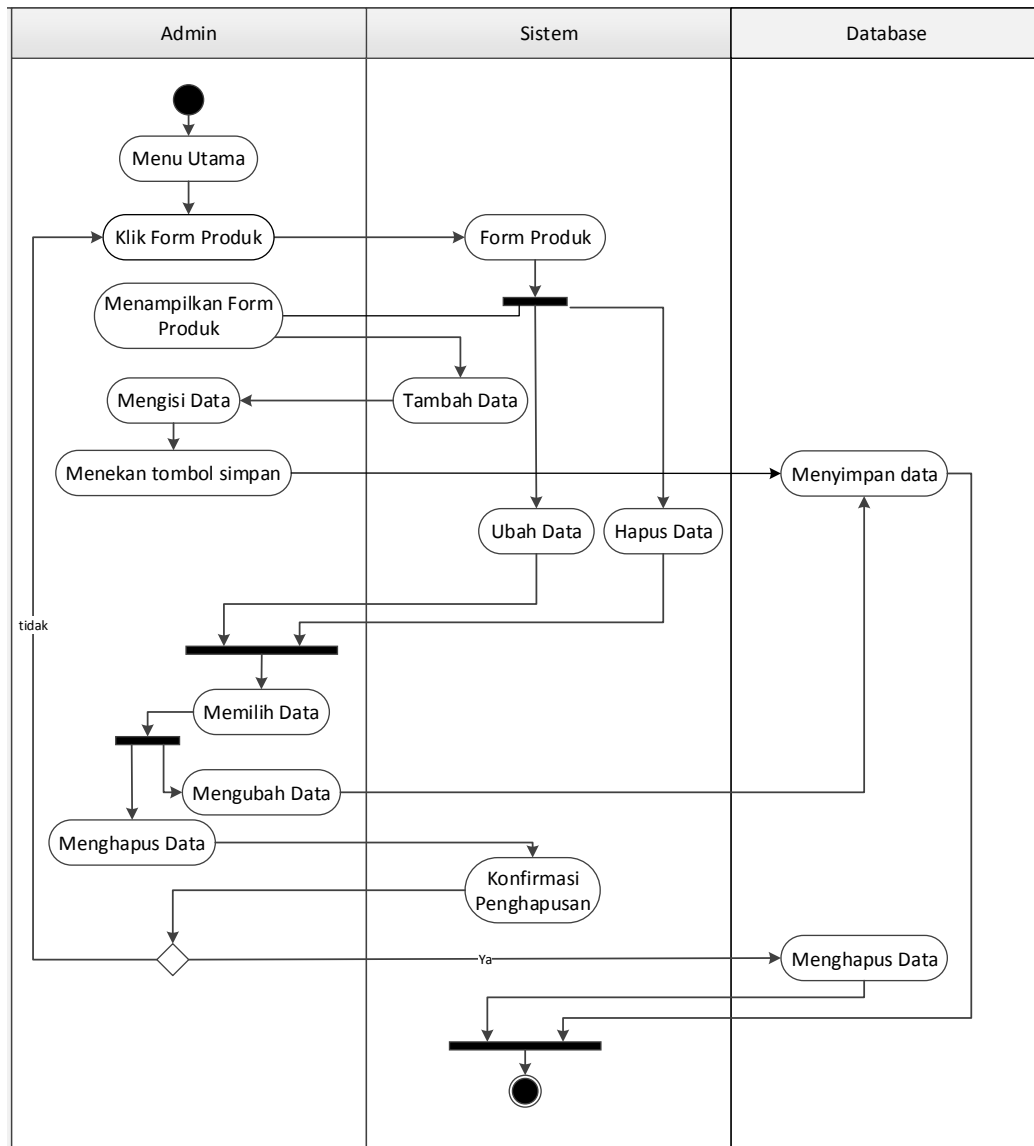 Admin
Sistem
Database
Menu Utama
Klik Form Produk
Form Produk
Menampilkan Form
Produk
Mengisi Data
Tambah Data
Menekan tombol simpan
Menyimpan data
Ubah Data
Hapus Data
tidak
Memilih Data
Mengubah Data
Menghapus Data
Konfirmasi
Penghapusan
Ya
Menghapus Data